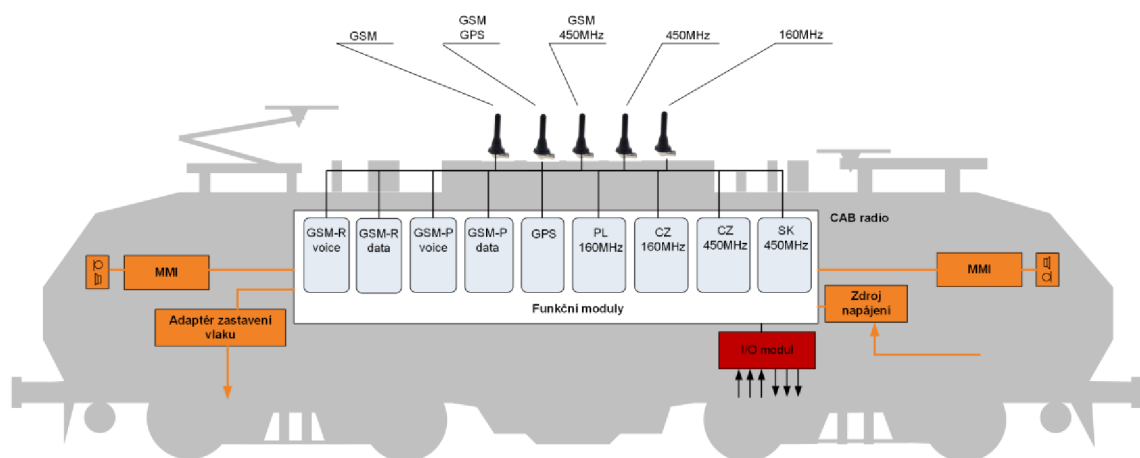 GSM
GSM
GPS
GSM
450MHz
450MHz
160MHz
CAB radio
GSM-R
voice
GSM-R
data
GSM-P
voice
GSM-P
data
GPS
PL
160MHz
CZ
160MHz
CZ
450MHz
SK
450MHz
Funkční moduly
MMI
MMI
Adaptér zastavení
vlaku
Zdroj
napájení
I/O modul